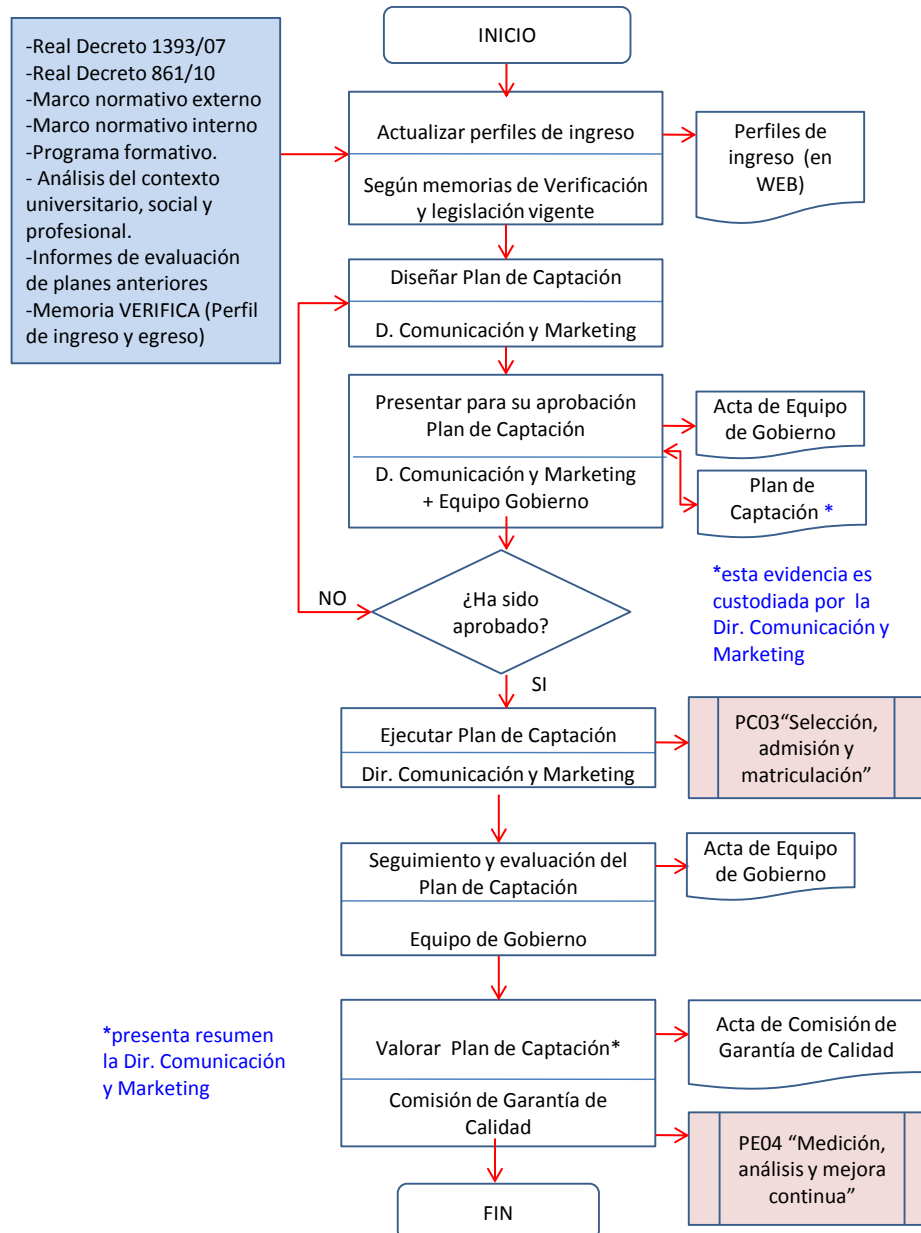 INICIO
-Real Decreto 1393/07
-Real Decreto 861/10
-Marco normativo externo
-Marco normativo interno
-Programa formativo.
- Análisis del contexto
universitario, social y
profesional.
-Informes de evaluación
de planes anteriores
-Memoria VERIFICA (Perfil
de ingreso y egreso)
Actualizar perfiles de ingreso
Según memorias de Verificación
y legislación vigente
Perfiles de
ingreso (en
WEB)
Diseñar Plan de Captación
D. Comunicación y Marketing
Presentar para su aprobación
Plan de Captación
D. Comunicación y Marketing
+ Equipo Gobierno
Acta de Equipo
de Gobierno
Plan de
Captación *
*esta evidencia es
custodiada por la
Dir. Comunicación y
Marketing
NO
¿Ha sido
aprobado?
SI
Ejecutar Plan de Captación
Dir. Comunicación y Marketing
PC03“Selección,
admisión y
matriculación”
Seguimiento y evaluación del
Plan de Captación
Equipo de Gobierno
Acta de Equipo
de Gobierno
*presenta resumen
la Dir. Comunicación
y Marketing
Valorar Plan de Captación*
Comisión de Garantía de
Calidad
Acta de Comisión de
Garantía de Calidad
PE04 “Medición,
análisis y mejora
continua”
FIN